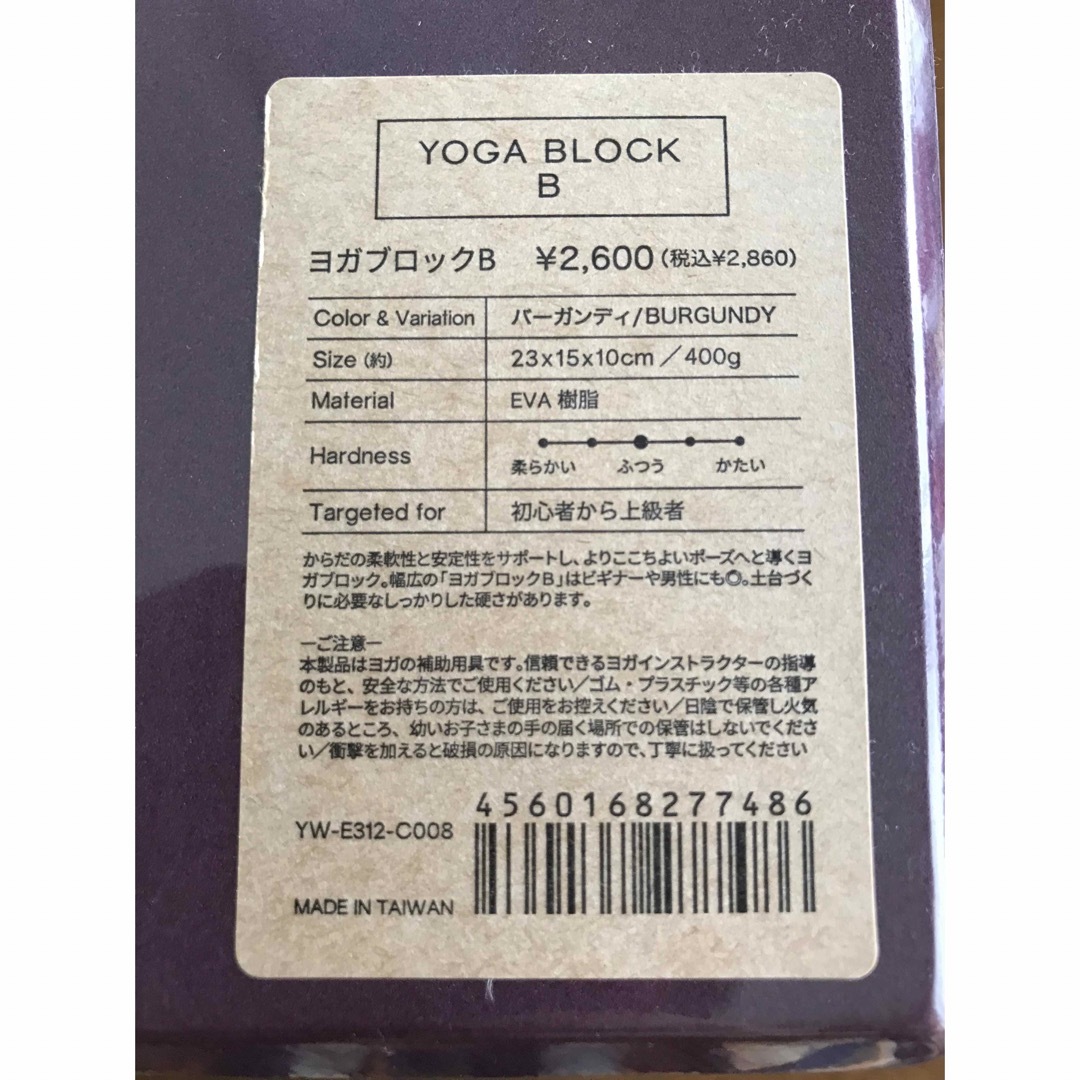 YOGA BLOCK
B
ヨガブロックB ¥2,600(税込¥2,860)
Color & Variation バーガンディ/BURGUNDY
Size (約) 23x15x10cm／400g
Material EVA 樹脂
Hardness 柔らかい ふつう かたい
Targeted for 初心者から上級者
からだの柔軟性と安定性をサポートし、よりここちよいポーズへと導くヨ
ガブロック。幅広の「ヨガブロックB」はビギナーや男性にも◎。土台づく
りに必要なしっかりした硬さがあります。
ーご注意ー
本製品はヨガの補助用具です。信頼できるヨガインストラクターの指導
のもと、安全な方法でご使用ください／ゴム・プラスチック等の各種ア
レルギーをお持ちの方は、ご使用をお控えください／日陰で保管し火気
のあるところ、幼いお子さまの手の届く場所での保管はしないでくださ
い／衝撃を加えると破損の原因になりますので、丁寧に扱ってください
4560168277486
YW-E312-C008
MADE IN TAIWAN